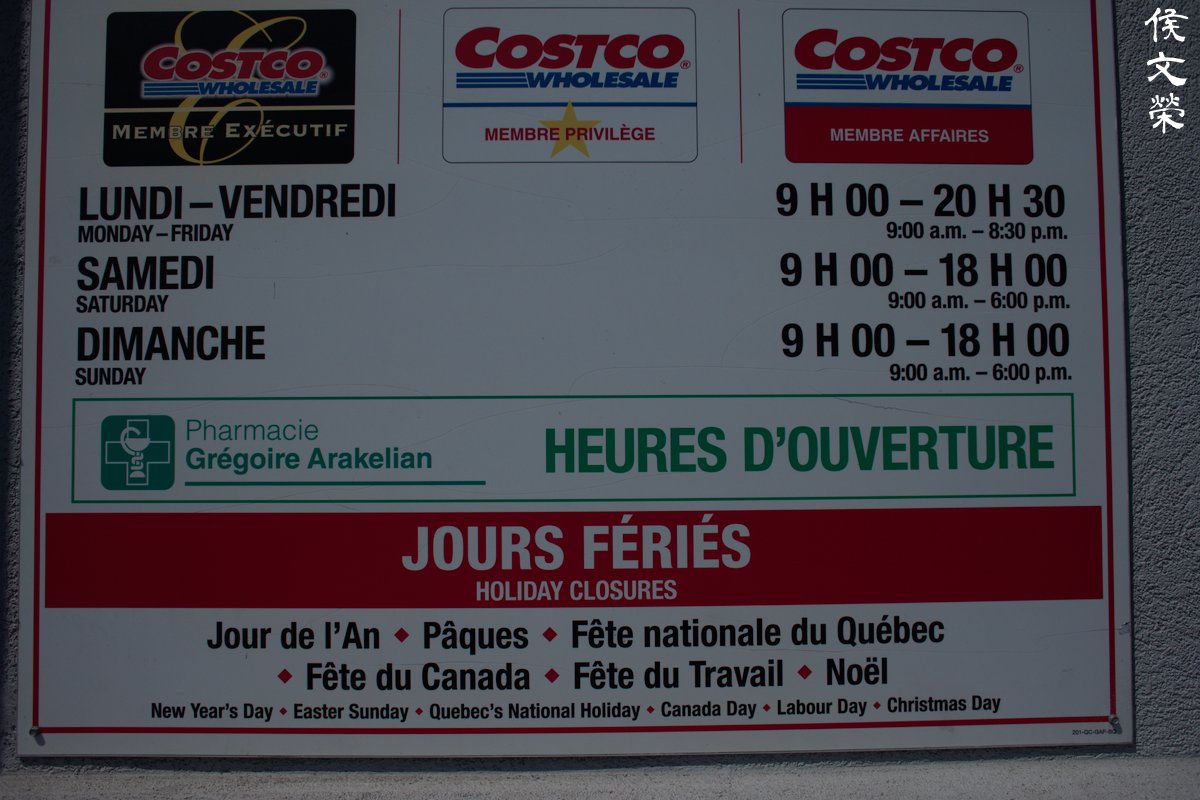 COSTCO®
WHOLESALE
MEMBRE EXÉCUTIF
COSTCO®
WHOLESALE
MEMBRE PRIVILÈGE
COSTCO®
WHOLESALE
MEMBRE AFFAIRES
LUNDI – VENDREDI 9 H 00 – 20 H 30
MONDAY – FRIDAY 9:00 a.m. – 8:30 p.m.
SAMEDI 9 H 00 – 18 H 00
SATURDAY 9:00 a.m. – 6:00 p.m.
DIMANCHE 9 H 00 – 18 H 00
SUNDAY 9:00 a.m. – 6:00 p.m.
Pharmacie
Grégoire Arakelian
HEURES D’OUVERTURE
JOURS FÉRIÉS
HOLIDAY CLOSURES
Jour de l’An ♦ Pâques ♦ Fête nationale du Québec
♦ Fête du Canada ♦ Fête du Travail ♦ Noël
New Year’s Day ♦ Easter Sunday ♦ Quebec’s National Holiday ♦ Canada Day ♦ Labour Day ♦ Christmas Day
侯文榮